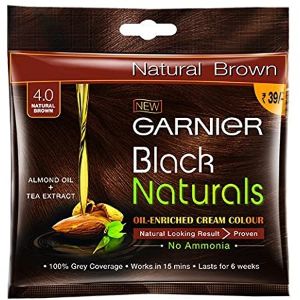 Natural Brown
4.0
NATURAL
BROWN
₹ 39/-
NEW
GARNIER
Black
Naturals
ALMOND OIL
+
TEA EXTRACT
OIL-ENRICHED CREAM COLOUR
Natural Looking Result > Proven
• No Ammonia •
• 100% Grey Coverage • Works in 15 mins • Lasts for 6 weeks